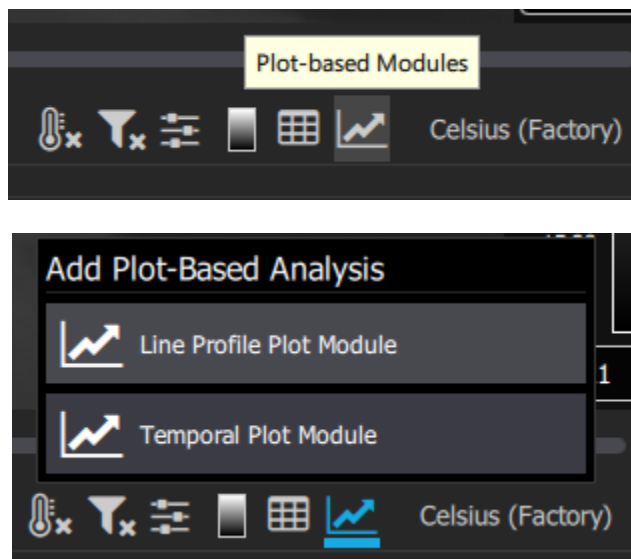 Plot-based Modules
Celsius (Factory)
Add Plot-Based Analysis
Line Profile Plot Module
1
Temporal Plot Module
Celsius (Factory)